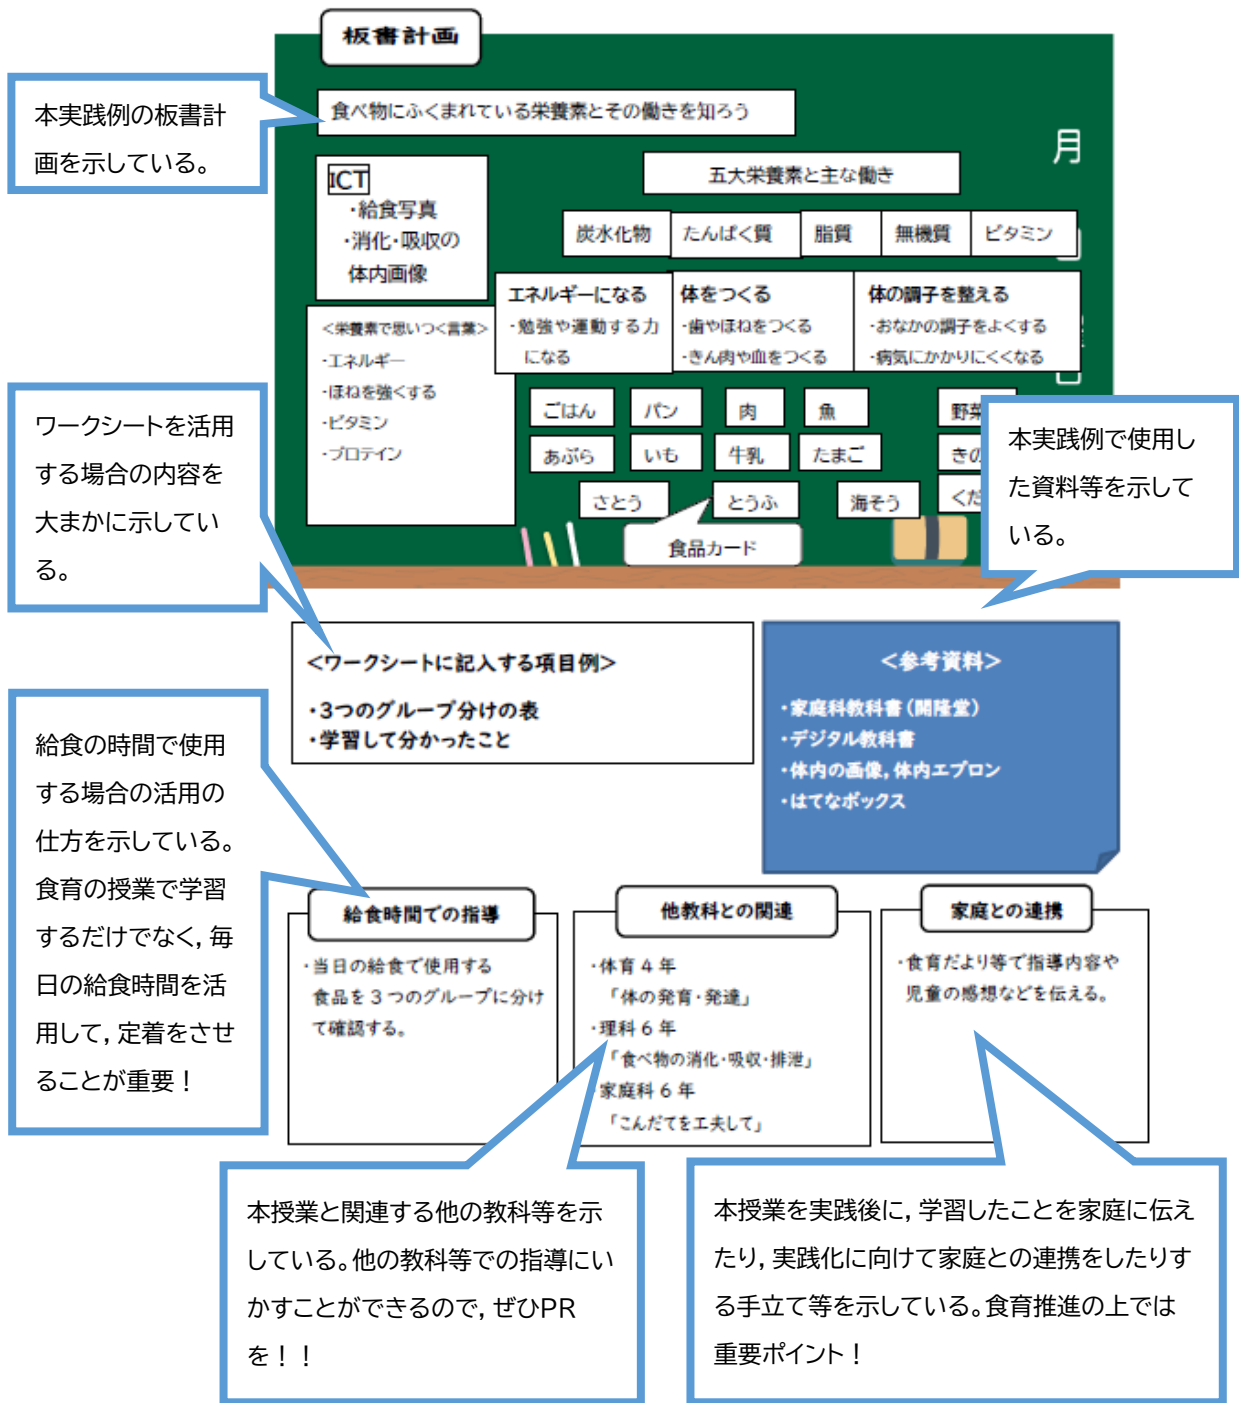 板書計画
本実践例の板書計
画を示している。
食べ物にふくまれている栄養素とその働きを知ろう
月
ICT
・給食写真
・消化・吸収の
体内画像
五大栄養素と主な働き
炭水化物
たんぱく質
脂質
無機質
ビタミン
エネルギーになる
・勉強や運動する力
になる
体をつくる
・歯やほねをつくる
・きん肉や血をつくる
体の調子を整える
・おなかの調子をよくする
・病気にかかりにくくなる
<栄養素で思いつく言葉>
・エネルギー
・ほねを強くする
・ビタミン
・プロテイン
ごはん
パン
肉
魚
野菜
あぶら
いも
牛乳
たまご
きの
さとう
とうふ
海そう
くだ
食品カード
ワークシートを活用
する場合の内容を
大まかに示してい
る。
本実践例で使用し
た資料等を示して
いる。
<ワークシートに記入する項目例>
・3つのグループ分けの表
・学習して分かったこと
<参考資料>
・家庭科教科書(開隆堂)
・デジタル教科書
・体内の画像,体内エプロン
・はてなボックス
給食の時間で使用
する場合の活用の
仕方を示している。
食育の授業で学習
するだけでなく,毎
日の給食時間を活
用して,定着をさせ
ることが重要!
給食時間での指導
・当日の給食で使用する
食品を3つのグループに分け
て確認する。
他教科との関連
・体育4年
「体の発育・発達」
・理科6年
「食べ物の消化・吸収・排泄」
家庭科6年
「こんだてを工夫して」
家庭との連携
・食育だより等で指導内容や
児童の感想などを伝える。
本授業と関連する他の教科等を示
している。他の教科等での指導にい
かすことができるので,ぜひPR
を!!
本授業を実践後に,学習したことを家庭に伝え
たり,実践化に向けて家庭との連携をしたりす
る手立て等を示している。食育推進の上では
重要ポイント!